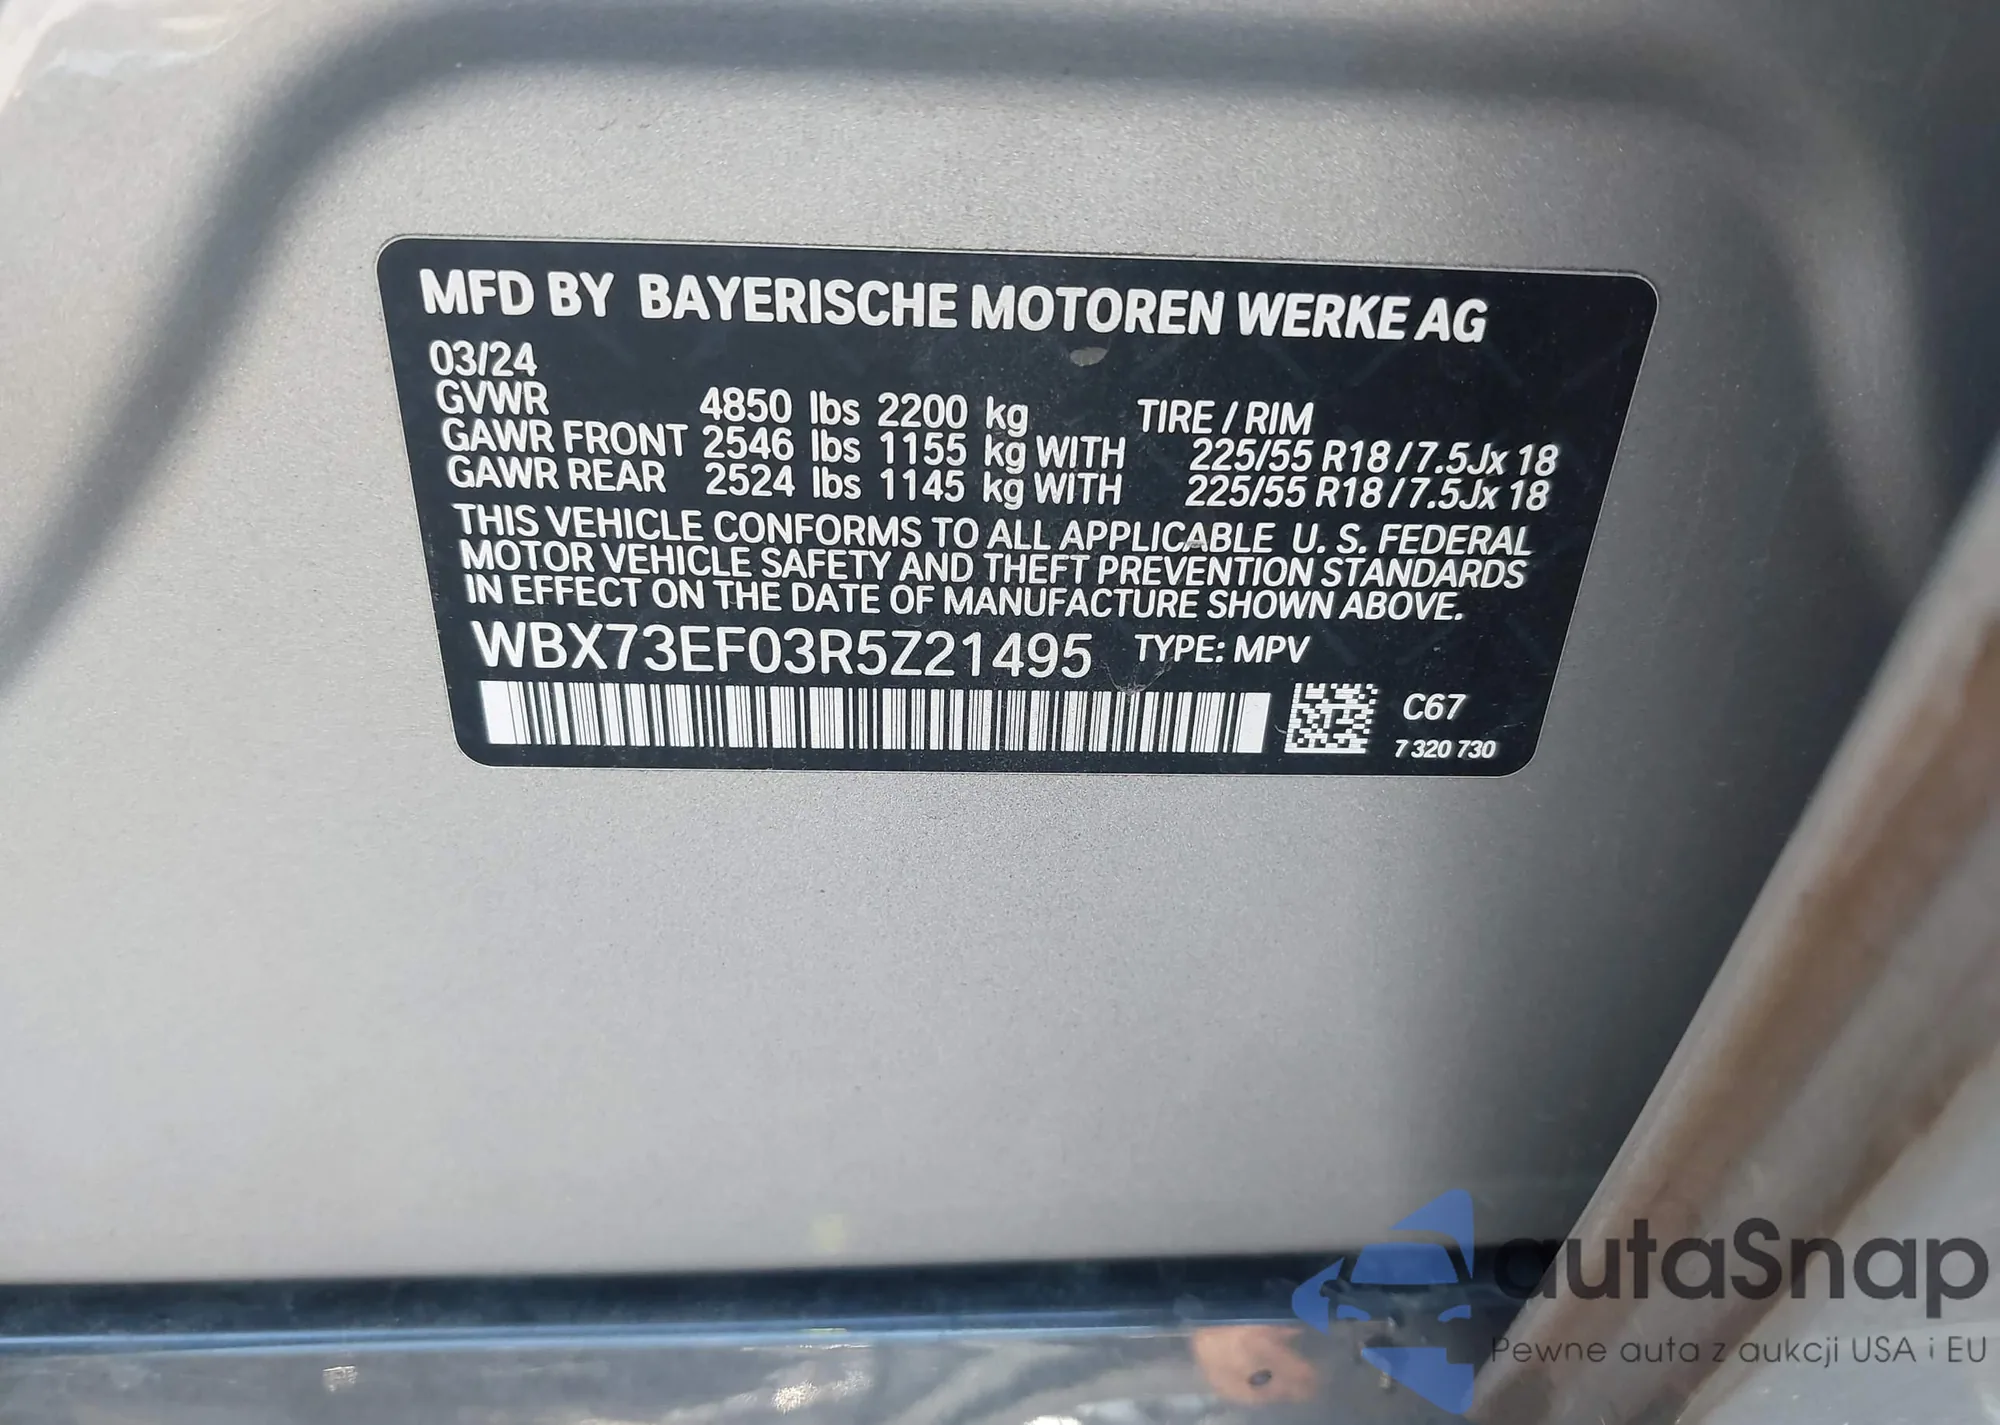 MFD BY BAYERISCHE MOTOREN WERKE AG
03/24
GVWR 4850 lbs 2200 kg TIRE / RIM
GAWR FRONT 2546 lbs 1155 kg WITH 225/55 R18 / 7.5Jx 18
GAWR REAR 2524 lbs 1145 kg WITH 225/55 R18 / 7.5Jx 18
THIS VEHICLE CONFORMS TO ALL APPLICABLE U. S. FEDERAL
MOTOR VEHICLE SAFETY AND THEFT PREVENTION STANDARDS
IN EFFECT ON THE DATE OF MANUFACTURE SHOWN ABOVE.
WBX73EF03R5Z21495 TYPE: MPV
C67
7 320 730
autaSnap
Pewne auta z aukcji USA i EU